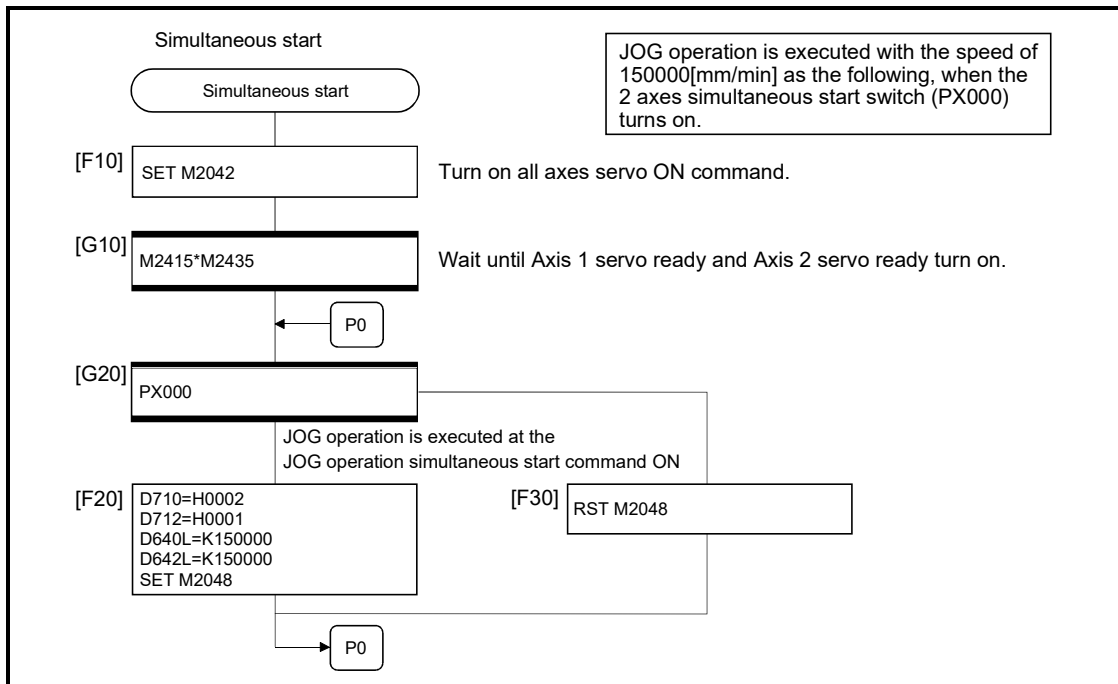 Simultaneous start
JOG operation is executed with the speed of
150000[mm/min] as the following, when the
2 axes simultaneous start switch (PX000)
turns on.
Simultaneous start
[F10]
SET M2042
Turn on all axes servo ON command.
[G10]
M2415*M2435
Wait until Axis 1 servo ready and Axis 2 servo ready turn on.
P0
[G20]
PX000
JOG operation is executed at the
JOG operation simultaneous start command ON
[F20]
D710=H0002
D712=H0001
D640L=K150000
D642L=K150000
SET M2048
[F30]
RST M2048
P0